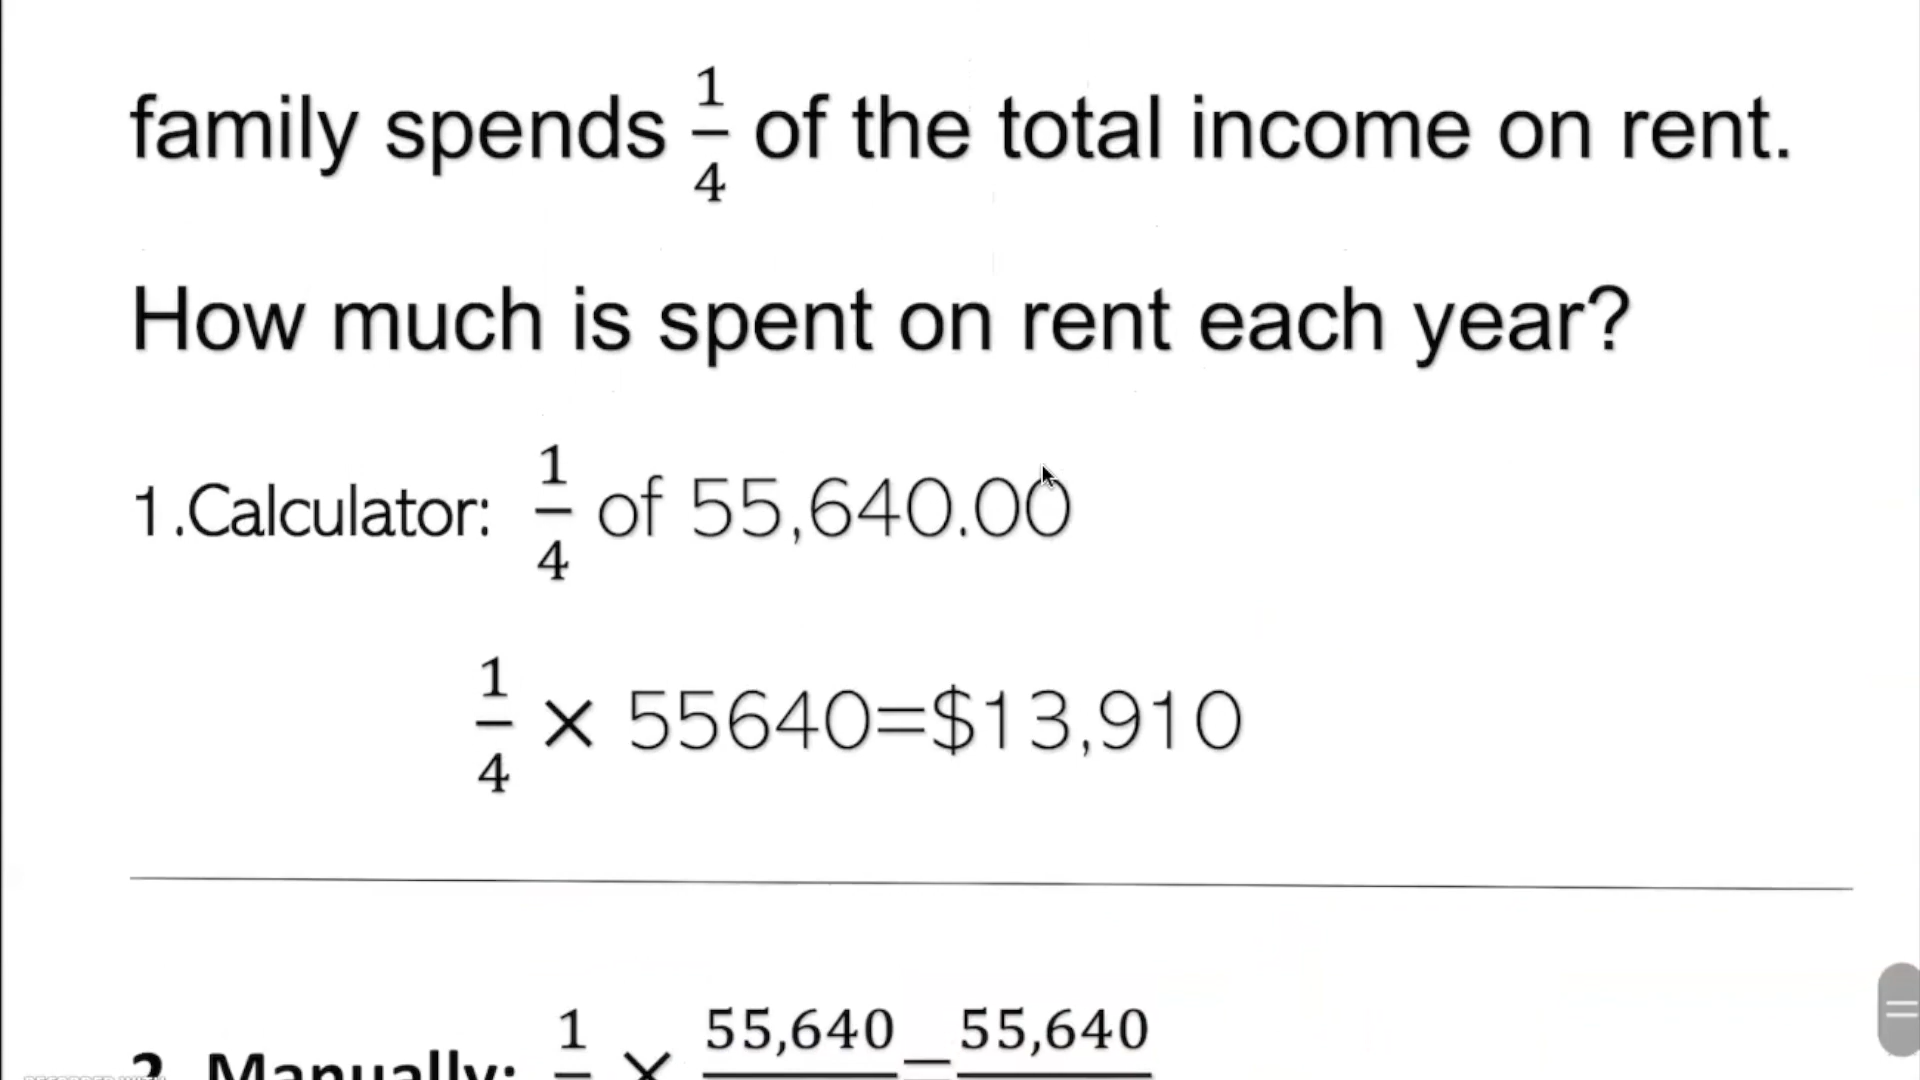 family spends 1/4 of the total income on rent.
How much is spent on rent each year?
1.Calculator: 1/4 of 55,640.00
1/4 × 55640=$13,910
2. Manually: 1 × 55,640 = 55,640